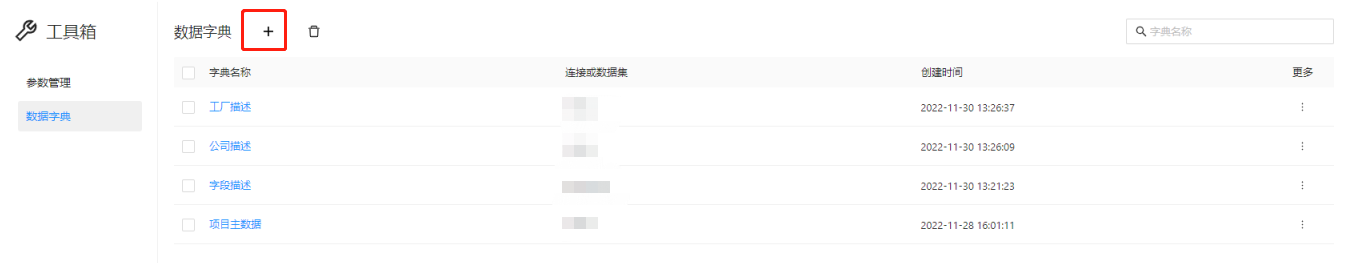 工具箱
参数管理
数据字典
数据字典
字典名称
字典名称 连接或数据集 创建时间 更多
工厂描述 2022-11-30 13:26:37
公司描述 2022-11-30 13:26:09
字段描述 2022-11-30 13:21:23
项目主数据 2022-11-28 16:01:11